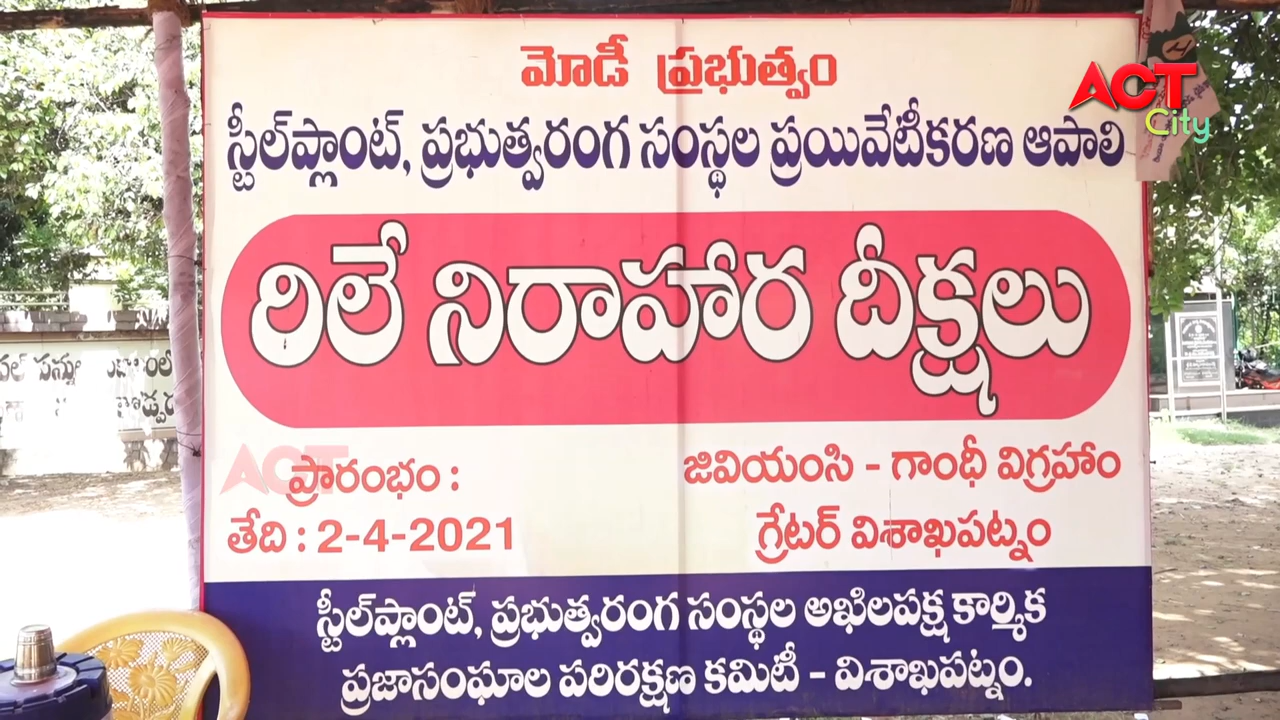 మోడీ ప్రభుత్వం
స్టీల్‌ప్లాంట్, ప్రభుత్వరంగ సంస్థల ప్రయివేటీకరణ ఆపాలి
రిలే నిరాహార దీక్షలు
ప్రారంభం :
తేది : 2-4-2021
జివియంసి - గాంధీ విగ్రహం
గ్రేటర్ విశాఖపట్నం
స్టీల్‌ప్లాంట్, ప్రభుత్వరంగ సంస్థల అఖిలపక్ష కార్మిక
ప్రజాసంఘాల పరిరక్షణ కమిటీ - విశాఖపట్నం.
ACT
City
ACT